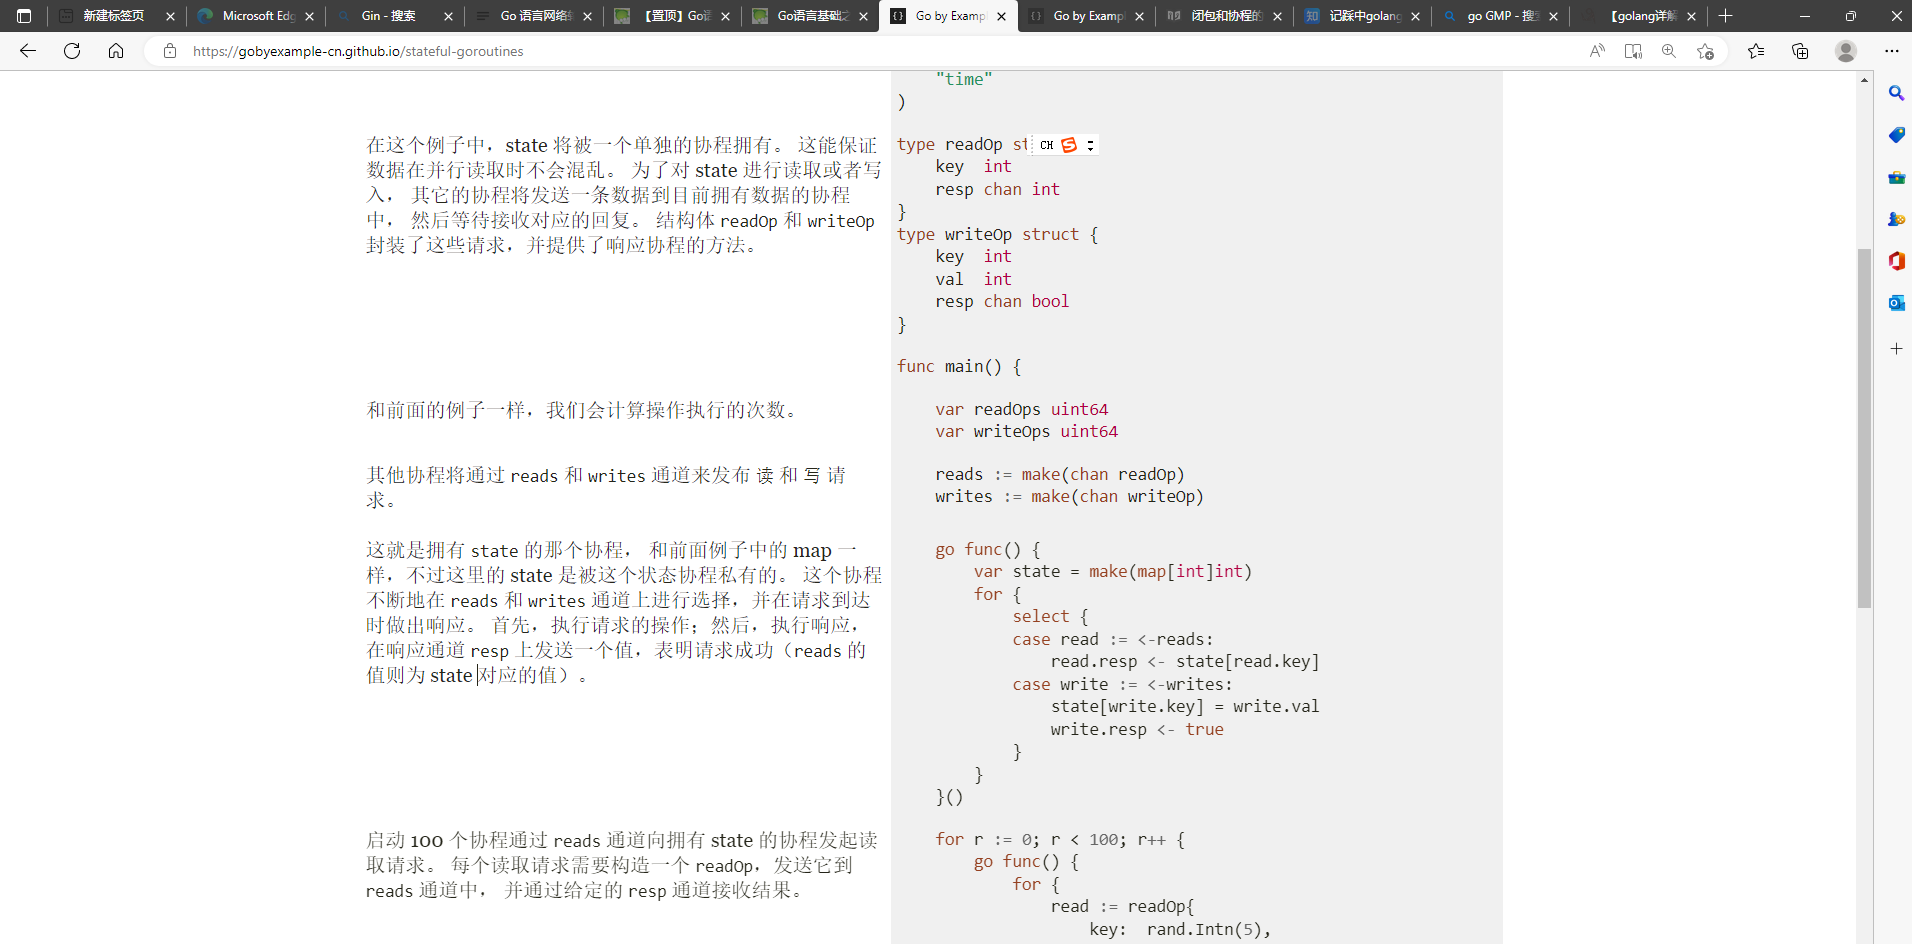 新建标签页
Microsoft Edg
Gin - 搜索
Go 语言网络
【置顶】Go
Go语言基础之
Go by Examp
Go by Examp
闭包和协程的
记踩中golang
go GMP - 搜
【golang详解
https://gobyexample-cn.github.io/stateful-goroutines
在这个例子中，state 将被一个单独的协程拥有。 这能保证
数据在并行读取时不会混乱。 为了对 state 进行读取或者写
入， 其它的协程将发送一条数据到目前拥有数据的协程
中， 然后等待接收对应的回复。 结构体 readOp 和 writeOp
封装了这些请求，并提供了响应协程的方法。
和前面的例子一样，我们会计算操作执行的次数。
其他协程将通过 reads 和 writes 通道来发布 读 和 写 请
求。
这就是拥有 state 的那个协程， 和前面例子中的 map 一
样，不过这里的 state 是被这个状态协程私有的。 这个协程
不断地在 reads 和 writes 通道上进行选择，并在请求到达
时做出响应。 首先，执行请求的操作；然后，执行响应，
在响应通道 resp 上发送一个值，表明请求成功（reads 的
值则为 state 对应的值）。
启动 100 个协程通过 reads 通道向拥有 state 的协程发起读
取请求。 每个读取请求需要构造一个 readOp，发送它到
reads 通道中， 并通过给定的 resp 通道接收结果。
"time"
)
type readOp st
CH
key  int
resp chan int
}
type writeOp struct {
key  int
val  int
resp chan bool
}
func main() {
var readOps uint64
var writeOps uint64
reads := make(chan readOp)
writes := make(chan writeOp)
go func() {
var state = make(map[int]int)
for {
select {
case read := <-reads:
read.resp <- state[read.key]
case write := <-writes:
state[write.key] = write.val
write.resp <- true
}
}
}()
for r := 0; r < 100; r++ {
go func() {
for {
read := readOp{
key:  rand.Intn(5),